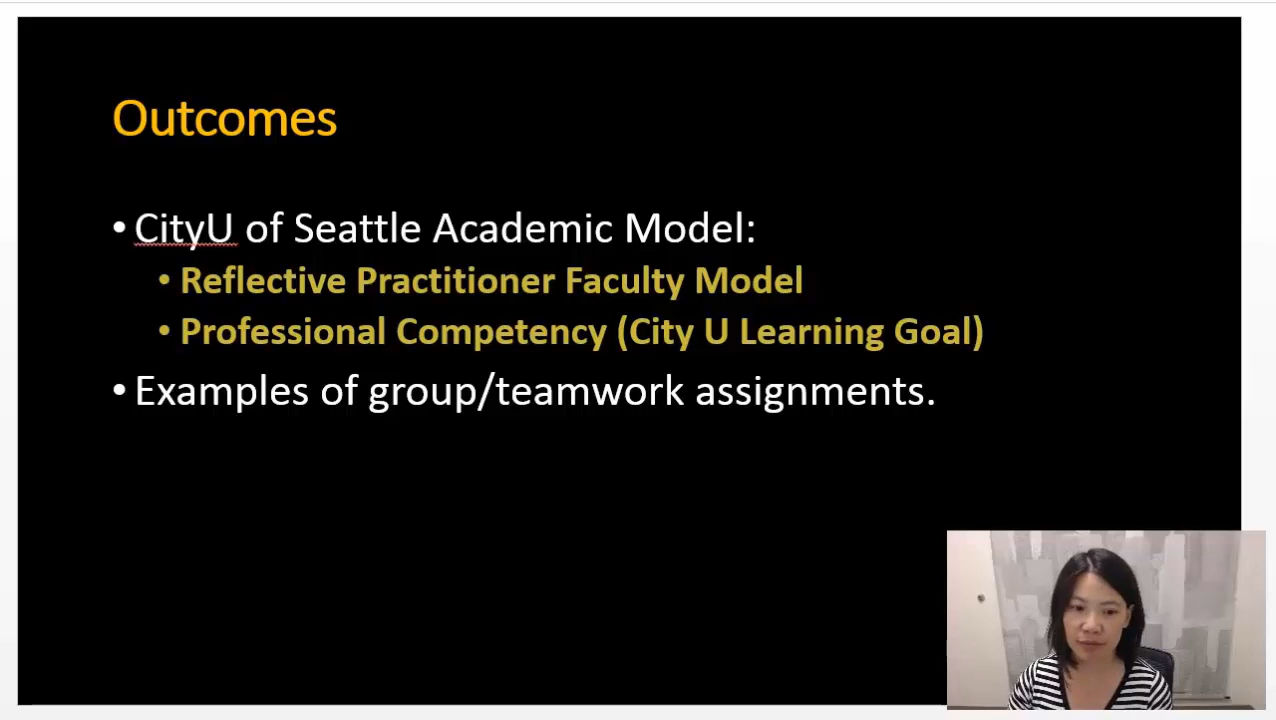 Outcomes
• CityU of Seattle Academic Model:
• Reflective Practitioner Faculty Model
• Professional Competency (City U Learning Goal)
• Examples of group/teamwork assignments.